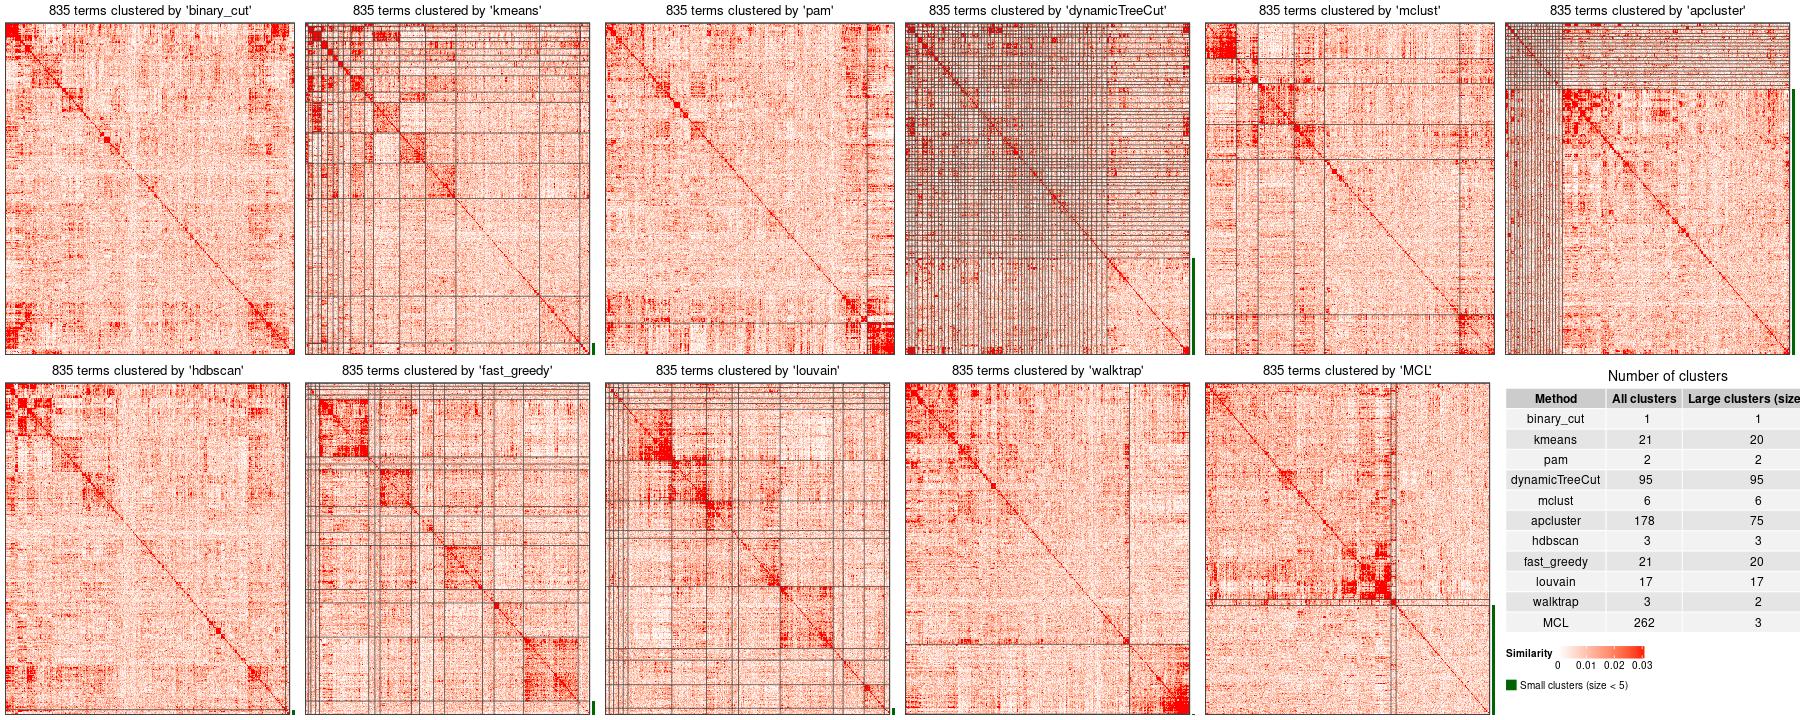 835 terms clustered by 'binary_cut'
835 terms clustered by 'kmeans'
835 terms clustered by 'pam'
835 terms clustered by 'dynamicTreeCut'
835 terms clustered by 'mclust'
835 terms clustered by 'apcluster'
835 terms clustered by 'hdbscan'
835 terms clustered by 'fast_greedy'
835 terms clustered by 'louvain'
835 terms clustered by 'walktrap'
835 terms clustered by 'MCL'
Number of clusters
Method All clusters Large clusters (size
binary_cut 1 1
kmeans 21 20
pam 2 2
dynamicTreeCut 95 95
mclust 6 6
apcluster 178 75
hdbscan 3 3
fast_greedy 21 20
louvain 17 17
walktrap 3 2
MCL 262 3
Similarity
0 0.01 0.02 0.03
Small clusters (size < 5)